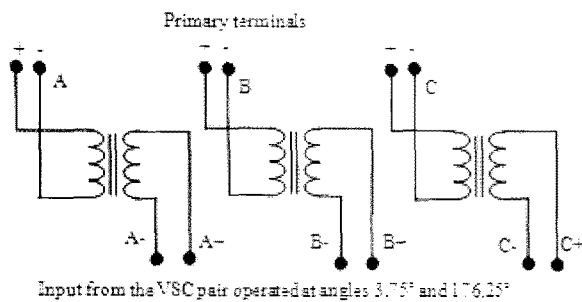 Primary terminals
+ - + - + -
A B C
A- A+ B- B+ C- C+
Input from the VSC pair operated at angles 3.75° and 176.25°